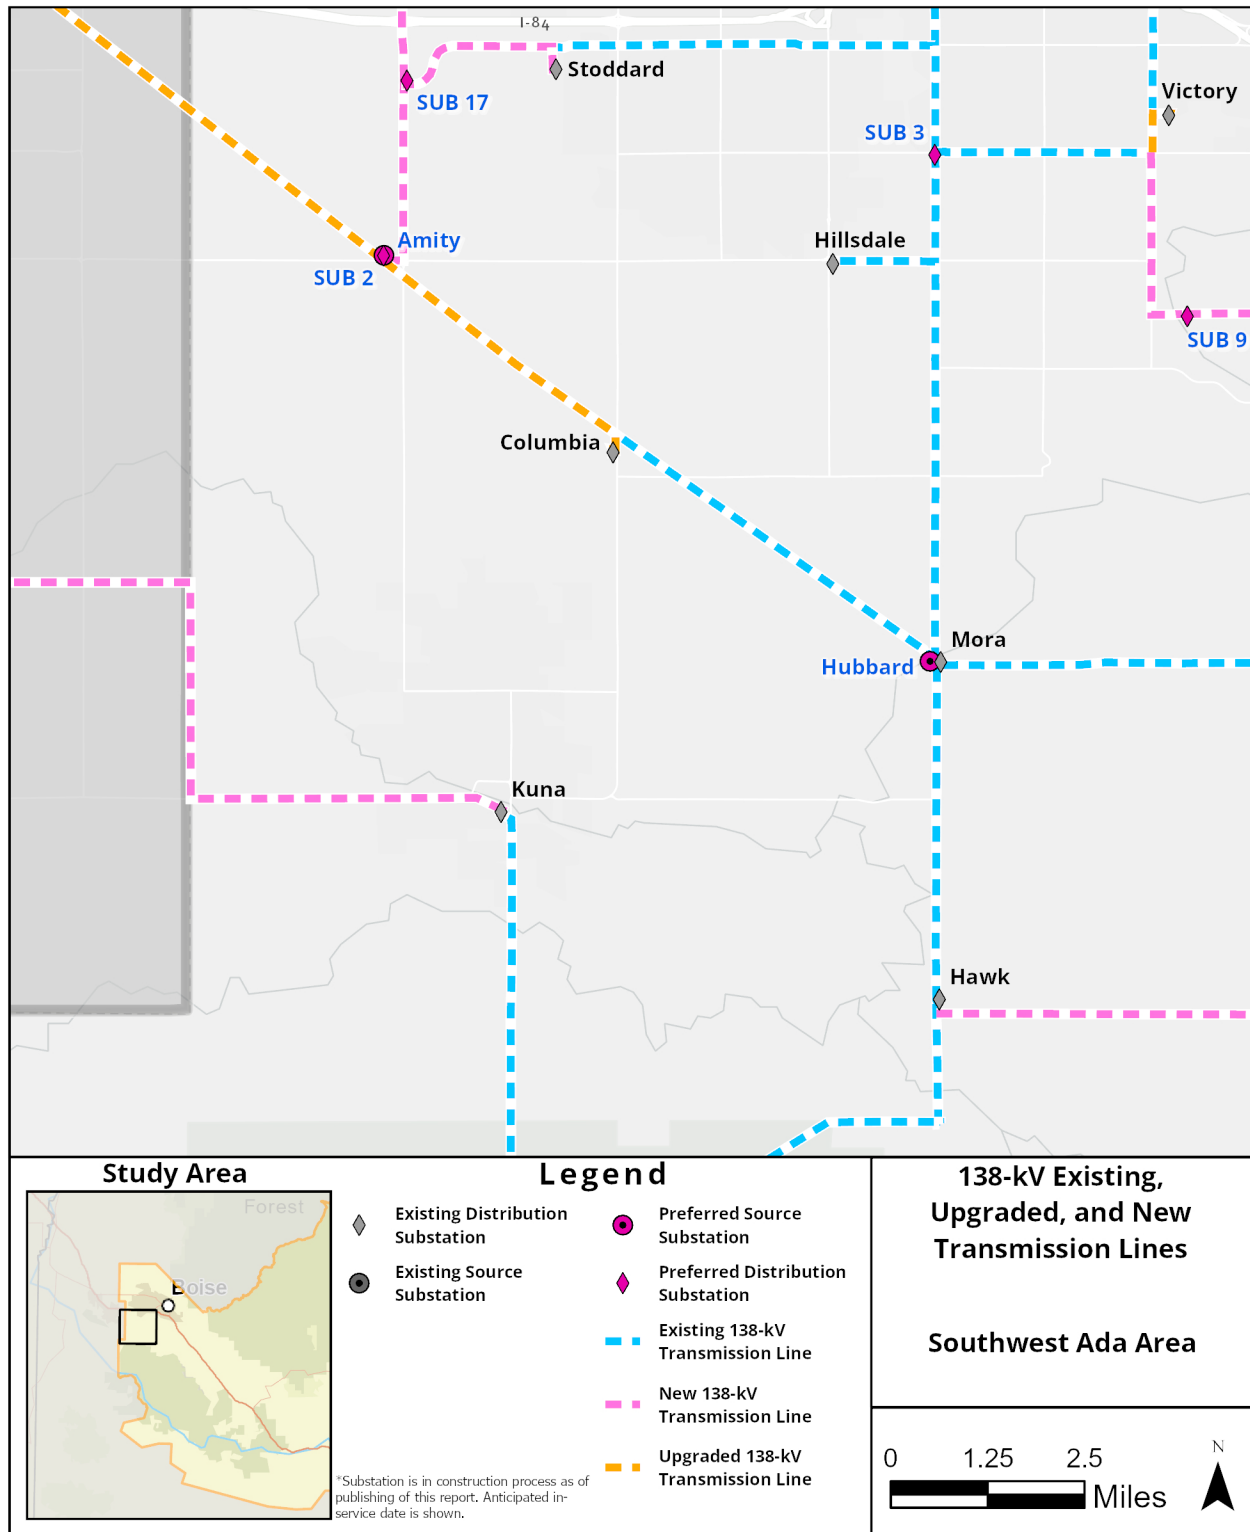 I-84
Stoddard
SUB 17
Victory
SUB 3
Amity
SUB 2
Hillsdale
SUB 9
Columbia
Mora
Hubbard
Kuna
Hawk
Study Area
Forest
Boise
Legend
Existing Distribution
Substation
Existing Source
Substation
Preferred Source
Substation
Preferred Distribution
Substation
Existing 138-kV
Transmission Line
New 138-kV
Transmission Line
Upgraded 138-kV
Transmission Line
*Substation is in construction process as of
publishing of this report. Anticipated in-
service date is shown.
138-kV Existing,
Upgraded, and New
Transmission Lines
Southwest Ada Area
0 1.25 2.5
Miles
N